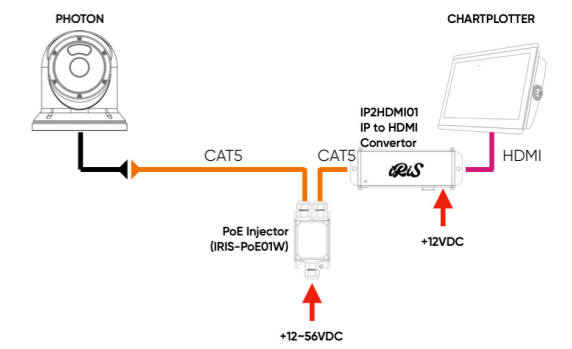 PHOTON
CHARTPLOTTER
IP2HDMI01
IP to HDMI
Convertor
CAT5
CAT5
iRiS
HDMI
PoE Injector
(IRIS-PoE01W)
+12VDC
+12~56VDC